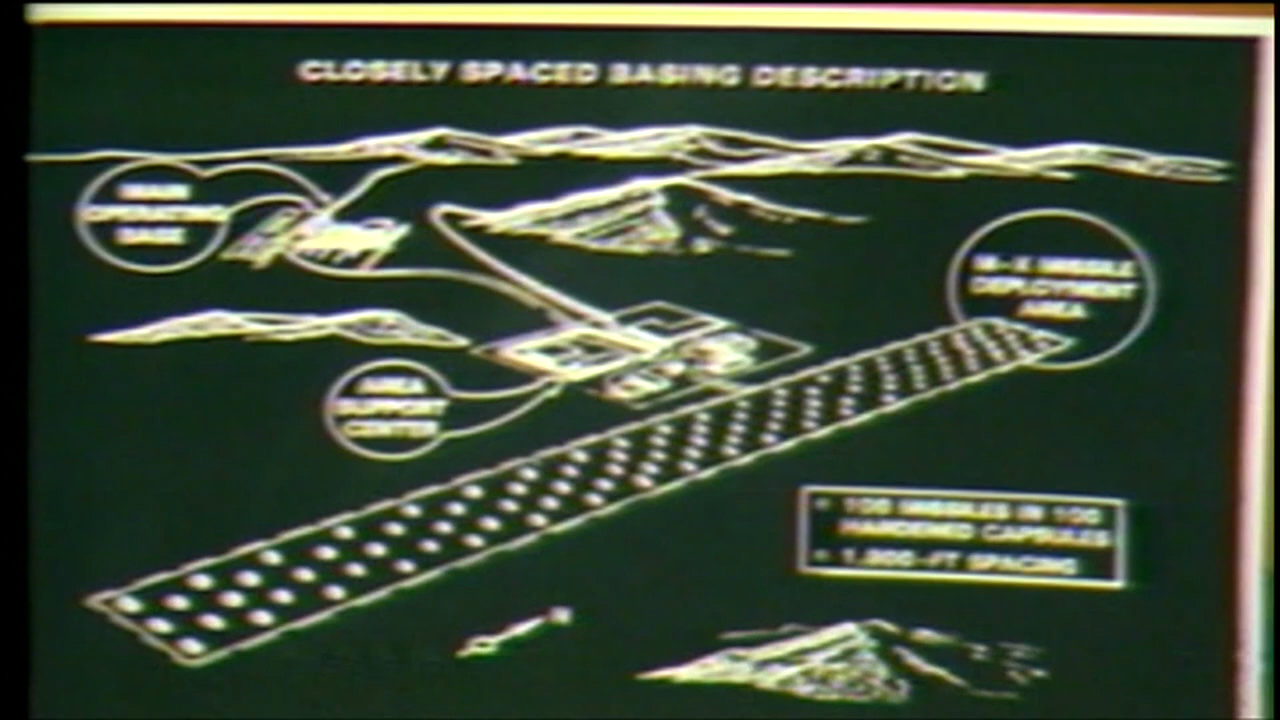 CLOSELY SPACED BASING DESCRIPTION
MAIN
OPERATING
BASE
M-X MISSILE
DEPLOYMENT
AREA
AREA
SUPPORT
CENTER
• 100 MISSILES IN 100
HARDENED CAPSULES
• 1,800-FT SPACING